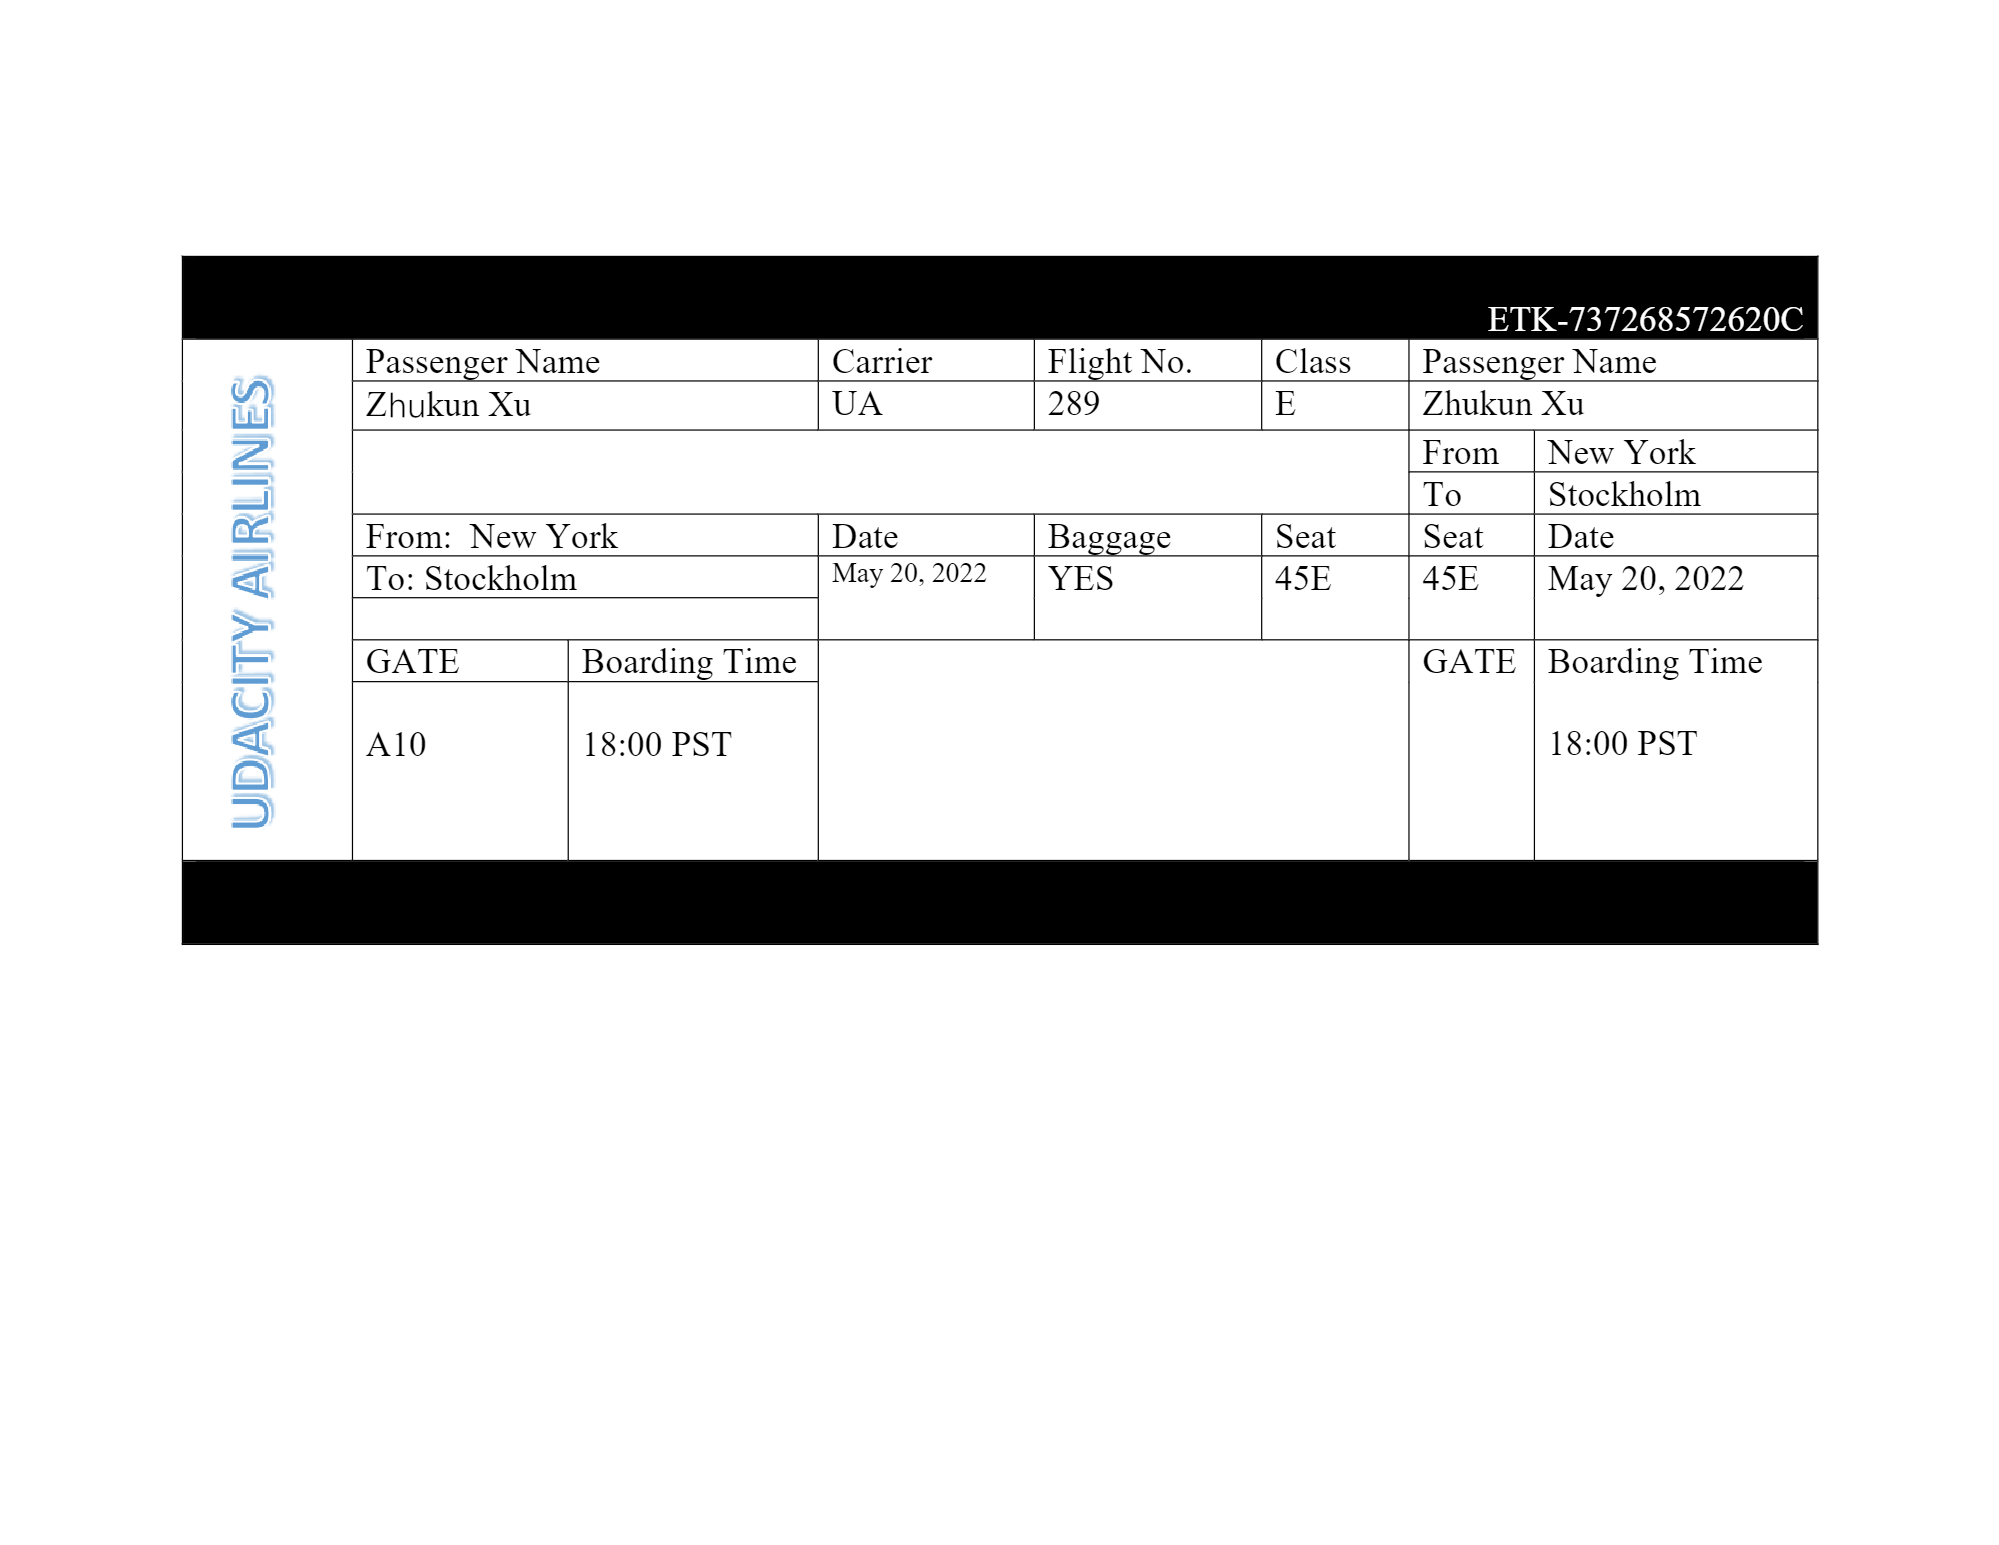 ETK-737268572620C
UDACITY AIRLINES
Passenger Name Carrier Flight No. Class Passenger Name
Zhukun Xu UA 289 E Zhukun Xu
From New York
To Stockholm
From: New York Date Baggage Seat Seat Date
To: Stockholm May 20, 2022 YES 45E 45E May 20, 2022
GATE Boarding Time GATE Boarding Time
A10 18:00 PST 18:00 PST